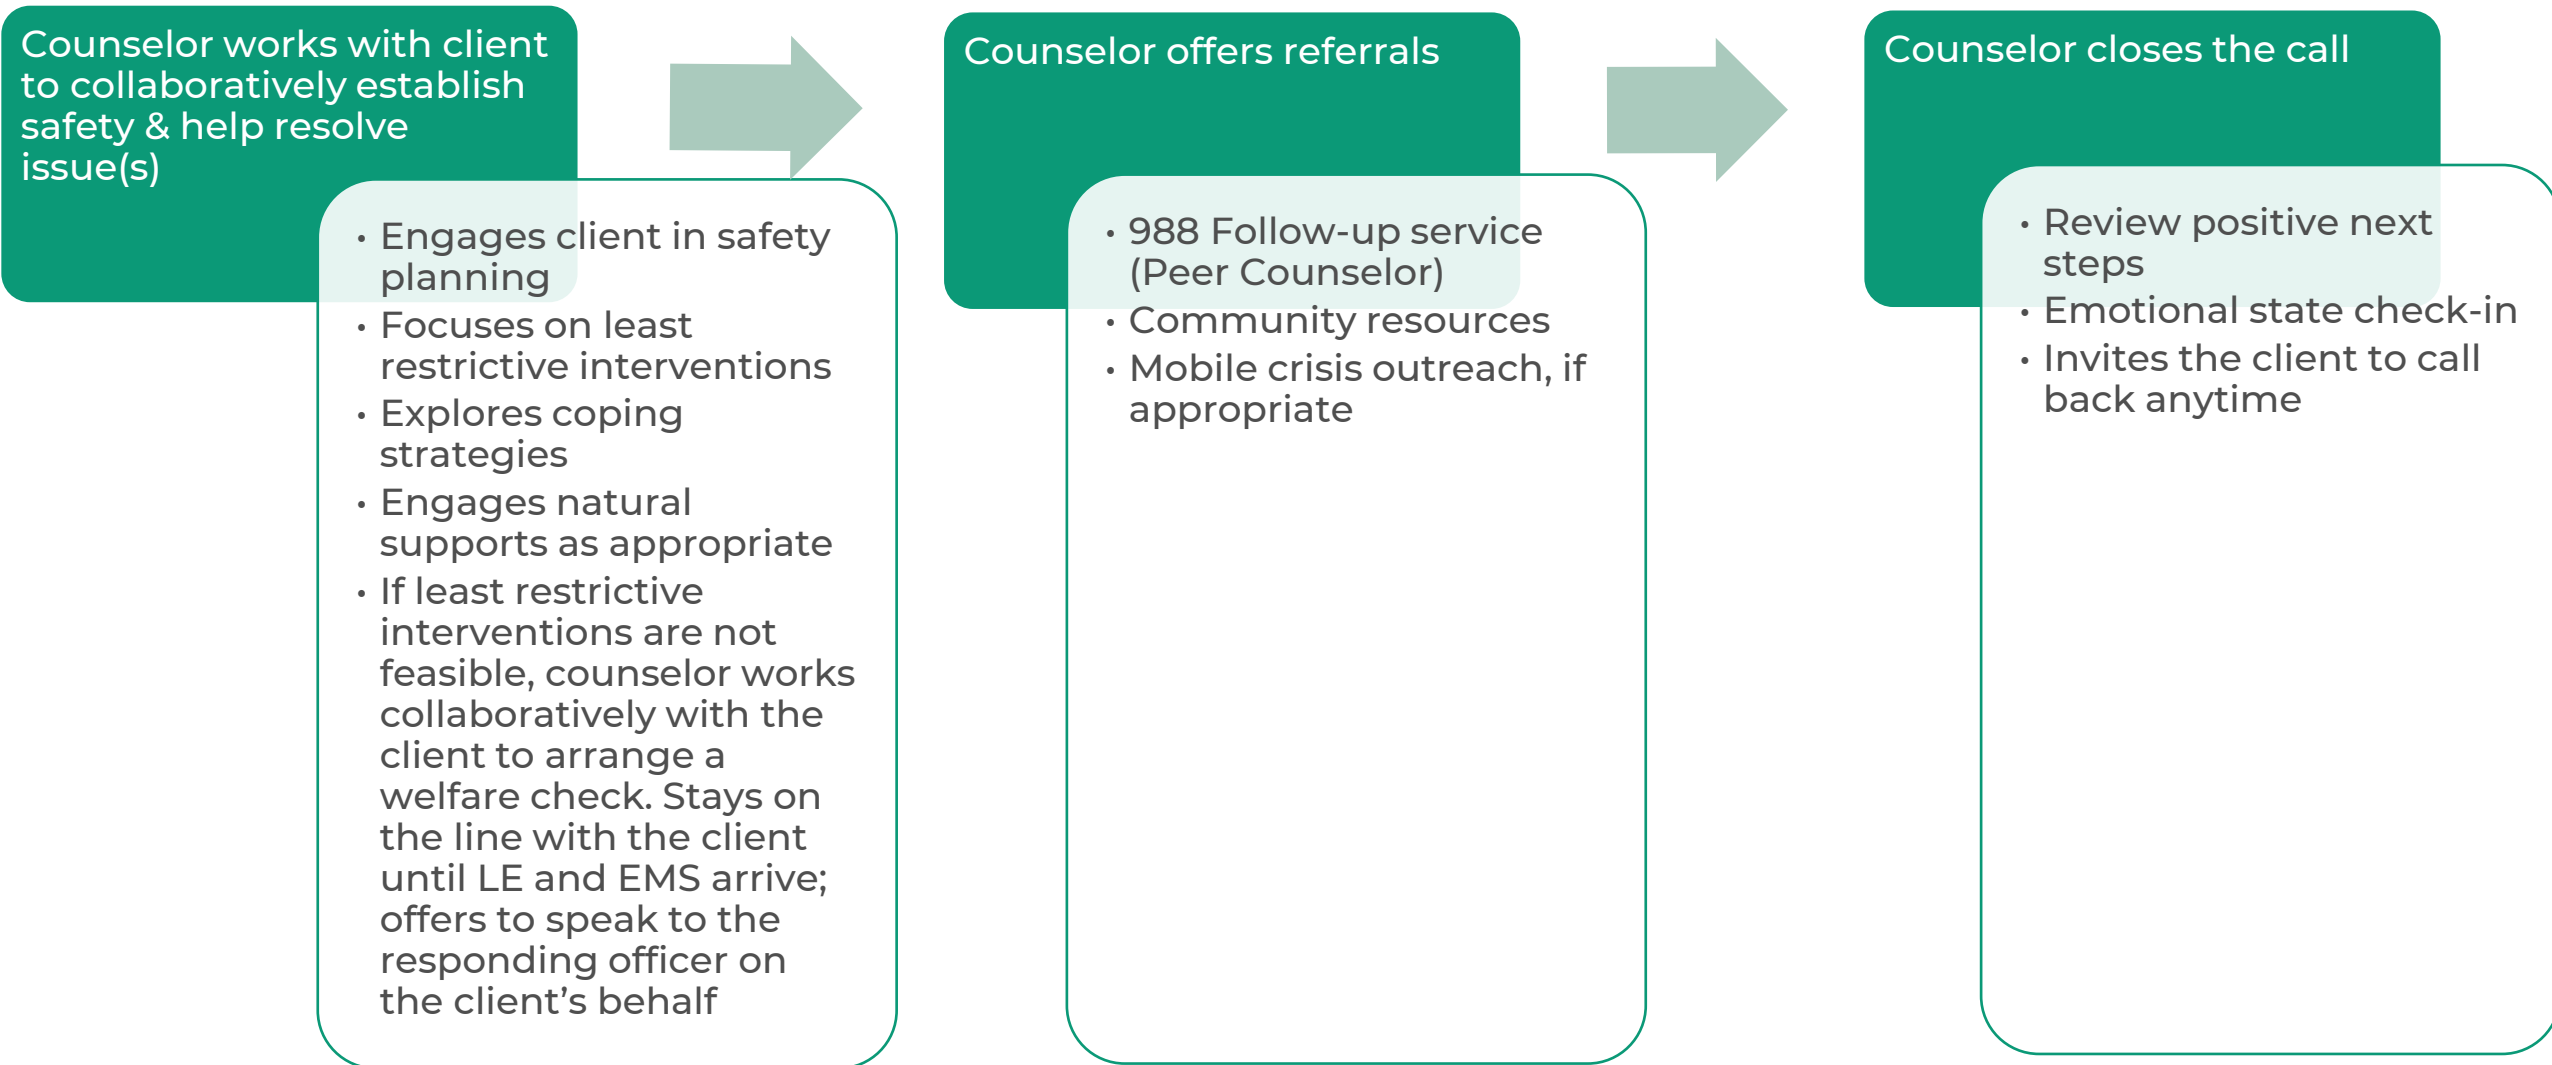 Counselor works with client
to collaboratively establish
safety & help resolve
issue(s)
• Engages client in safety
planning
• Focuses on least
restrictive interventions
• Explores coping
strategies
• Engages natural
supports as appropriate
• If least restrictive
interventions are not
feasible, counselor works
collaboratively with the
client to arrange a
welfare check. Stays on
the line with the client
until LE and EMS arrive;
offers to speak to the
responding officer on
the client’s behalf
Counselor offers referrals
• 988 Follow-up service
(Peer Counselor)
• Community resources
• Mobile crisis outreach, if
appropriate
Counselor closes the call
• Review positive next
steps
• Emotional state check-in
• Invites the client to call
back anytime